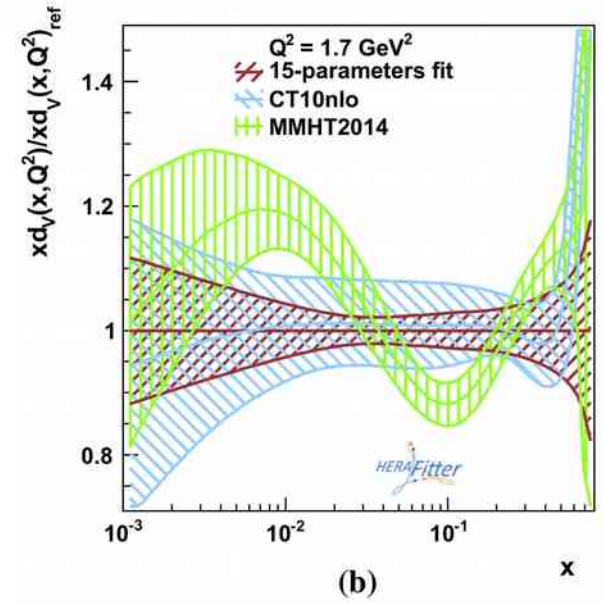 xd_V(x,Q²)/xd_V(x,Q²)_ref
Q² = 1.7 GeV²
15-parameters fit
CT10nlo
MMHT2014
1.4
1.2
1
0.8
HERAFitter
10⁻³
10⁻²
10⁻¹
x
(b)